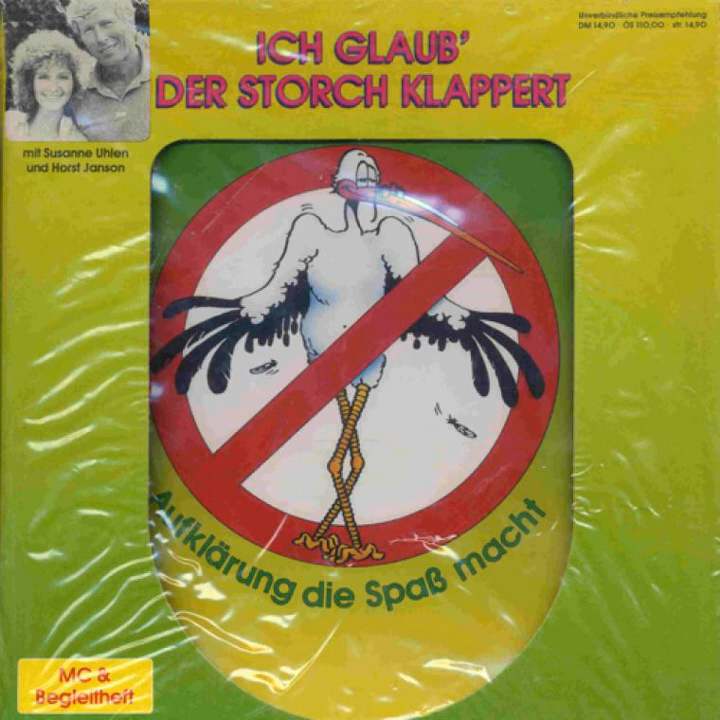 Unverbindliche Preisempfehlung
DM 14,90 · ÖS 110,00 · sfr. 14,90
ICH GLAUB'
DER STORCH KLAPPERT
mit Susanne Uhlen
und Horst Janson
Aufklärung die Spaß macht
MC &
Begleitheft